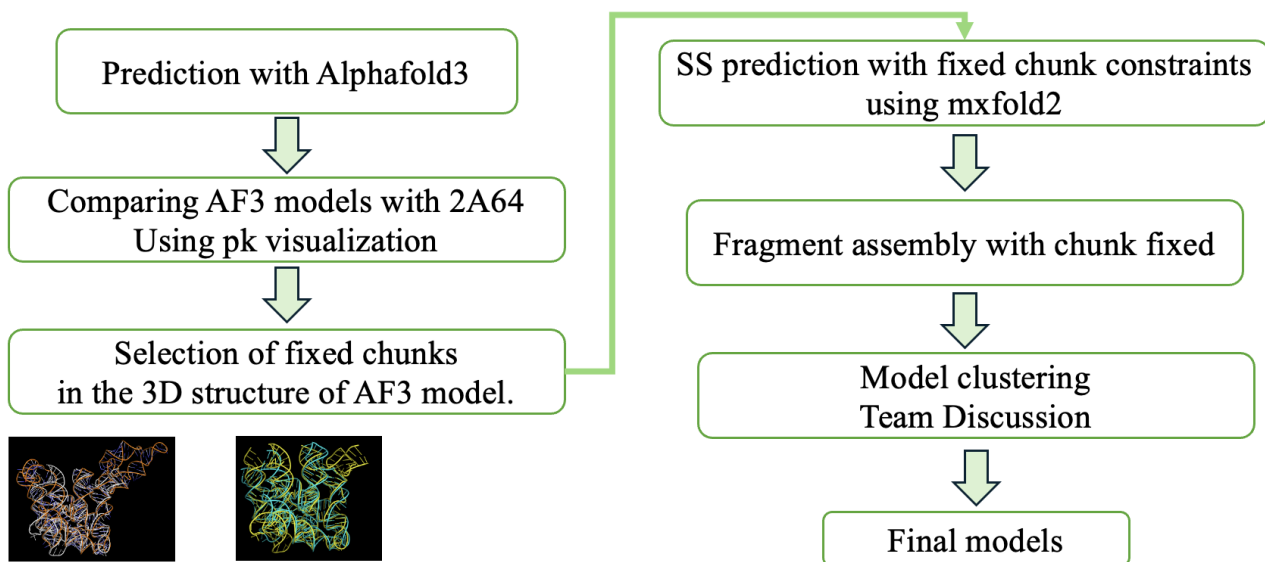 Prediction with Alphafold3
Comparing AF3 models with 2A64
Using pk visualization
Selection of fixed chunks
in the 3D structure of AF3 model.
SS prediction with fixed chunk constraints
using mxfold2
Fragment assembly with chunk fixed
Model clustering
Team Discussion
Final models